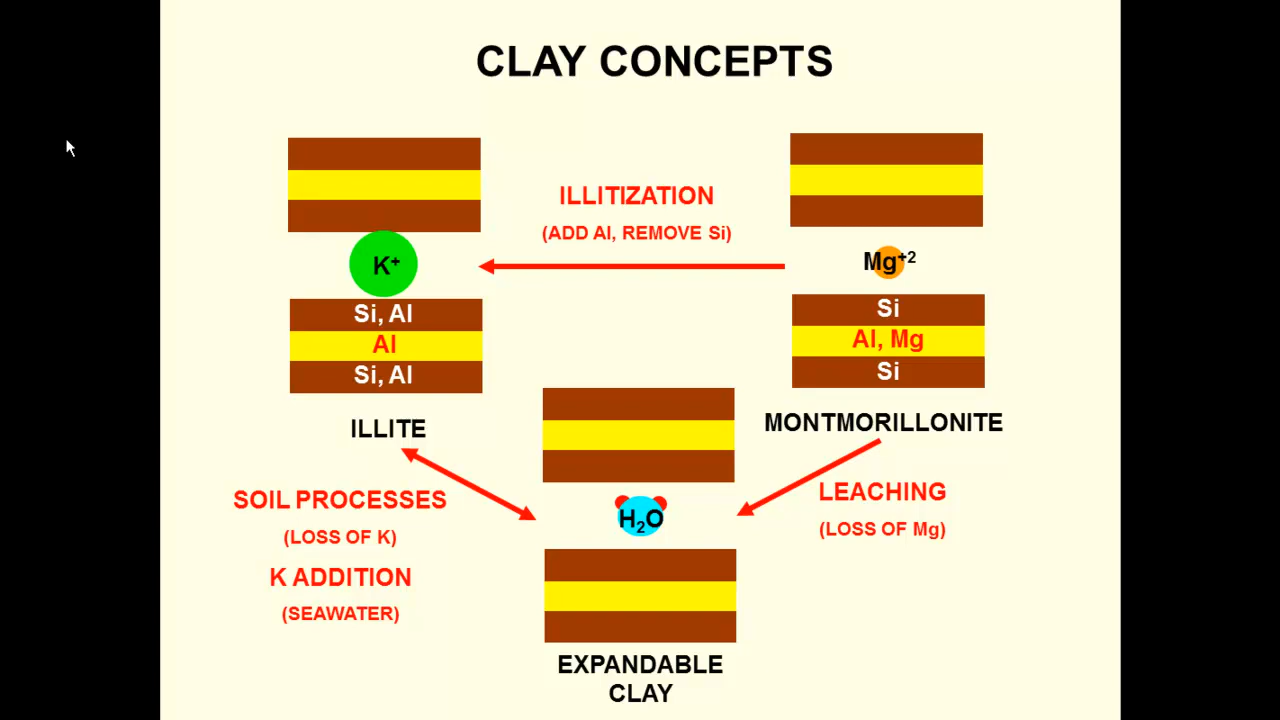 CLAY CONCEPTS
ILLITIZATION
(ADD Al, REMOVE Si)
K⁺
Si, Al
Al
Si, Al
ILLITE
Mg⁺²
Si
Al, Mg
Si
MONTMORILLONITE
SOIL PROCESSES
(LOSS OF K)
K ADDITION
(SEAWATER)
H₂O
LEACHING
(LOSS OF Mg)
EXPANDABLE
CLAY